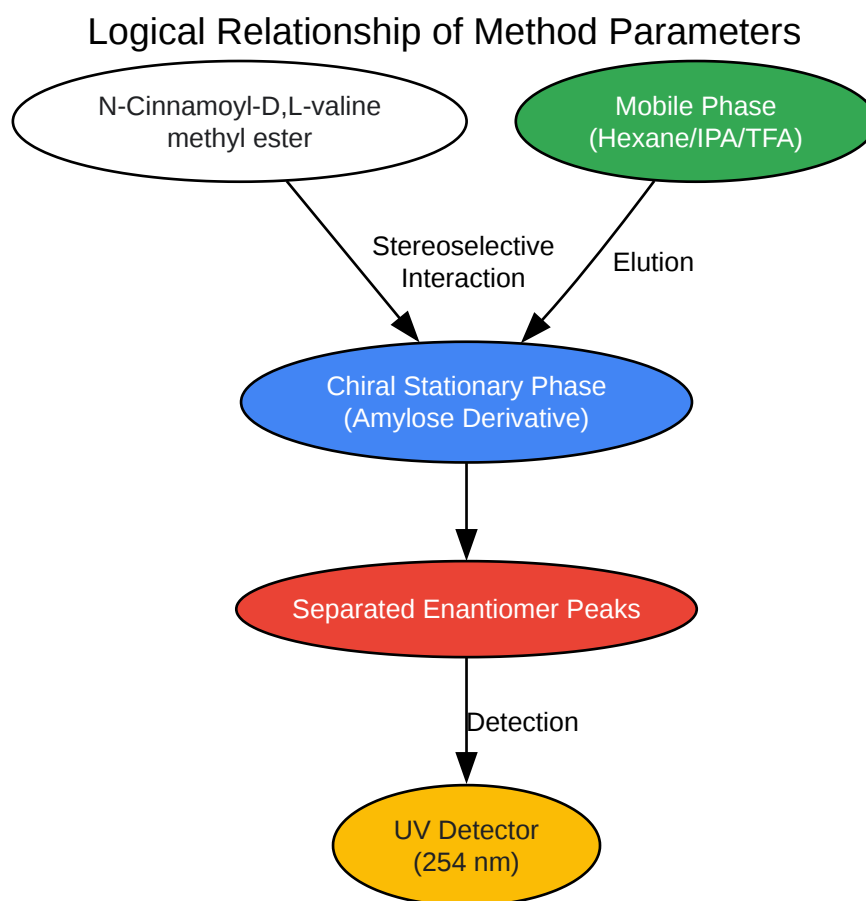 Logical Relationship of Method Parameters
N-Cinnamoyl-D,L-valine
methyl ester
Mobile Phase
(Hexane/IPA/TFA)
Stereoselective
Interaction
Elution
Chiral Stationary Phase
(Amylose Derivative)
Separated Enantiomer Peaks
Detection
UV Detector
(254 nm)